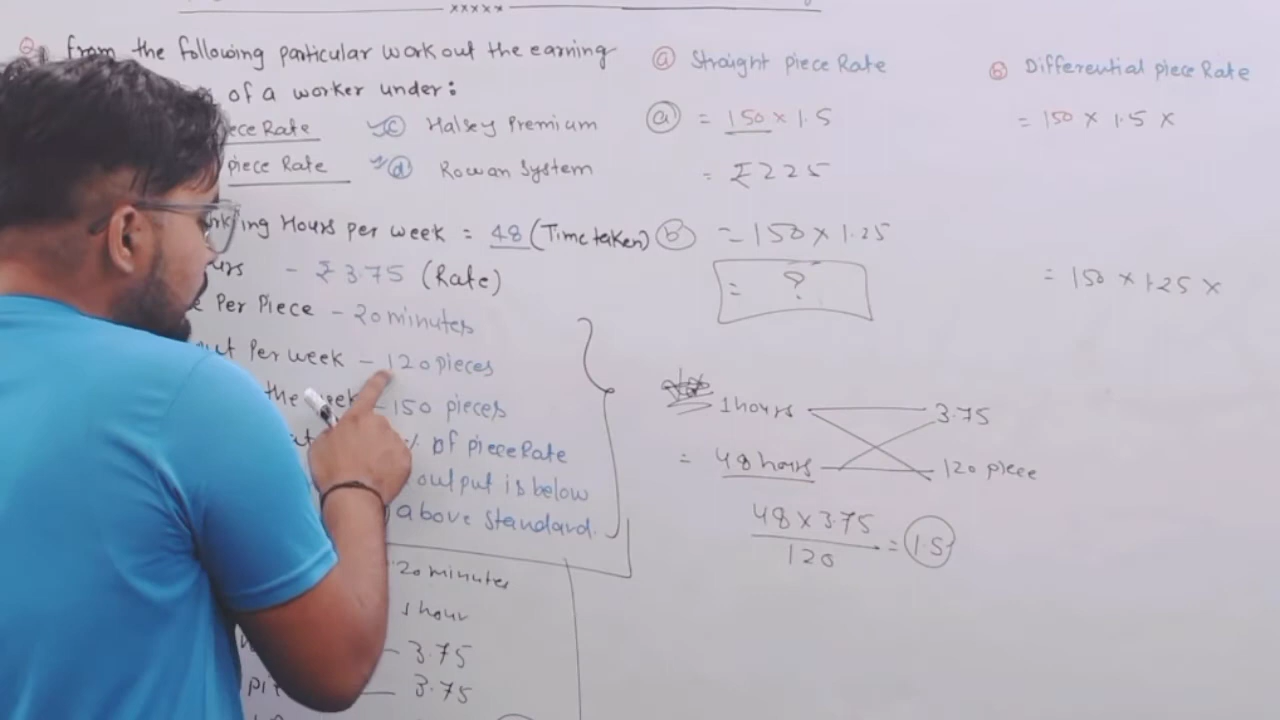 xxxxx
Q. from the following particular work out the earning
of a worker under:
ece Rate (c) Halsey Premium
piece Rate (d) Rowan System
rking Hours per week = 48 (Time taken)
urs - ₹3.75 (Rate)
Per Piece - 20 minutes
put Per week - 120 pieces
the week - 150 pieces
% of piece Rate
output is below
above standard.
20 minutes
1 hour
- 3.75
pi — 3.75
(a) Straight piece Rate
(a) = 150 x 1.5
= ₹225
(b) = 150 x 1.25
= ?
1 hours 3.75
= 48 hours 120 piece
48 x 3.75
120
= 1.5
(b) Differential piece Rate
= 150 x 1.5 x
= 150 x 1.25 x